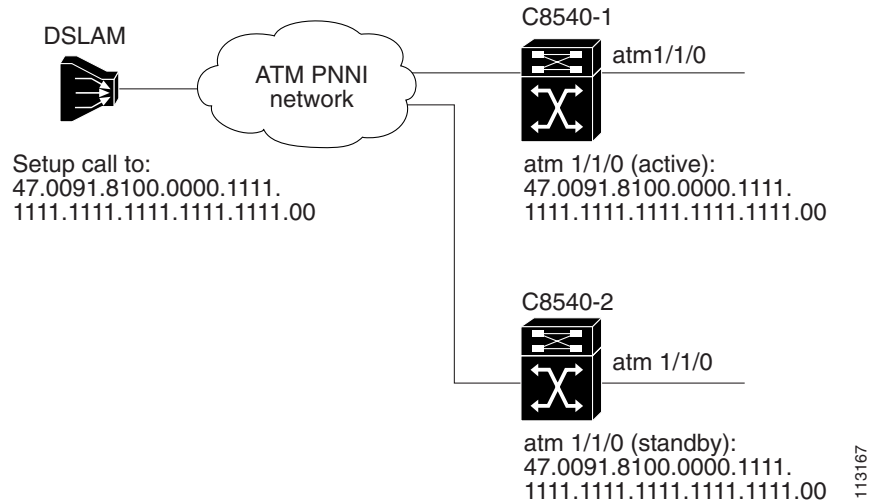 DSLAM
ATM PNNI
network
Setup call to:
47.0091.8100.0000.1111.
1111.1111.1111.1111.1111.00
C8540-1
atm1/1/0
atm 1/1/0 (active):
47.0091.8100.0000.1111.
1111.1111.1111.1111.1111.00
C8540-2
atm 1/1/0
atm 1/1/0 (standby):
47.0091.8100.0000.1111.
1111.1111.1111.1111.1111.00
113167